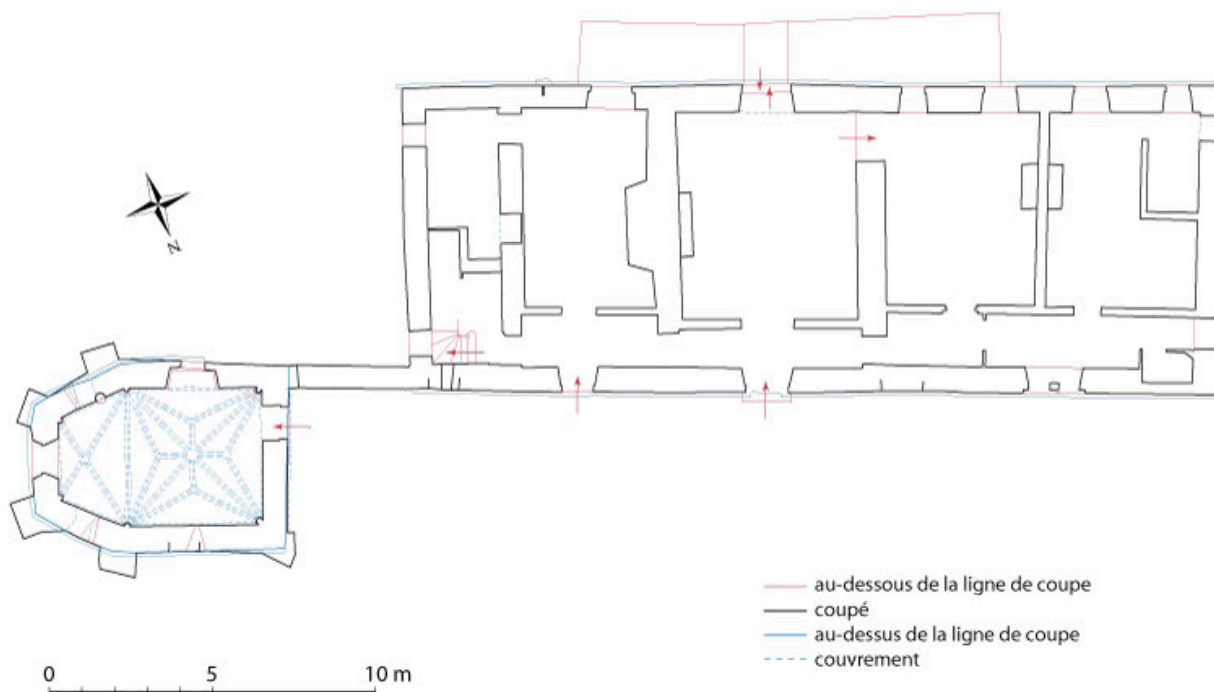 N
au-dessous de la ligne de coupe
coupé
au-dessus de la ligne de coupe
couvrement
0 5 10 m